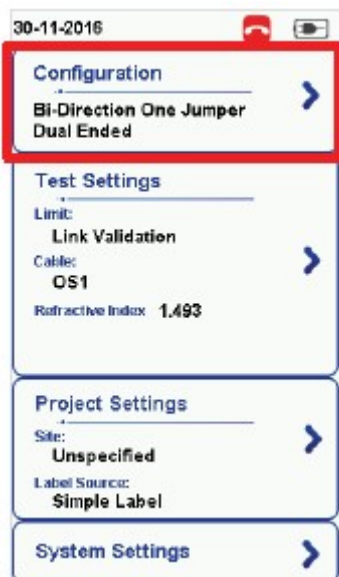 30-11-2016
Configuration
Bi-Direction One Jumper
Dual Ended
Test Settings
Limit:
Link Validation
Cable:
OS1
Refractive Index 1.493
Project Settings
Site:
Unspecified
Label Source:
Simple Label
System Settings